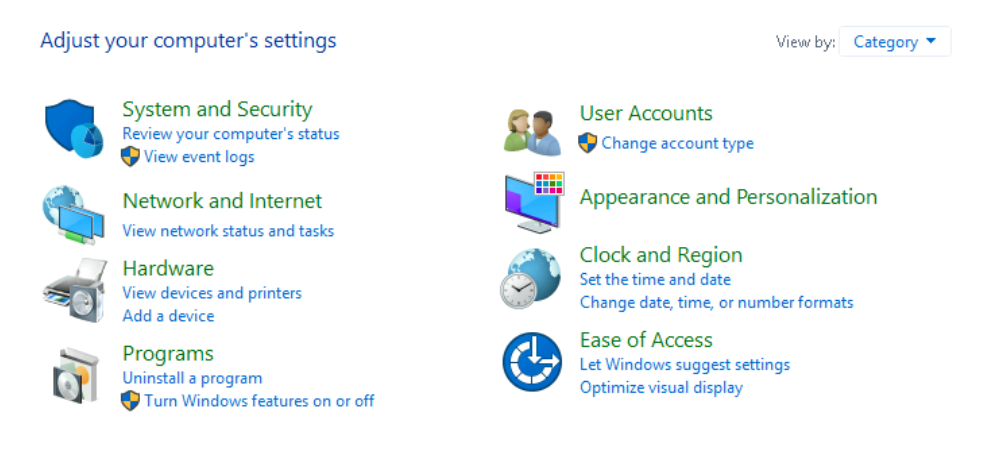 Adjust your computer's settings
View by: Category
System and Security
Review your computer's status
View event logs
Network and Internet
View network status and tasks
Hardware
View devices and printers
Add a device
Programs
Uninstall a program
Turn Windows features on or off
User Accounts
Change account type
Appearance and Personalization
Clock and Region
Set the time and date
Change date, time, or number formats
Ease of Access
Let Windows suggest settings
Optimize visual display